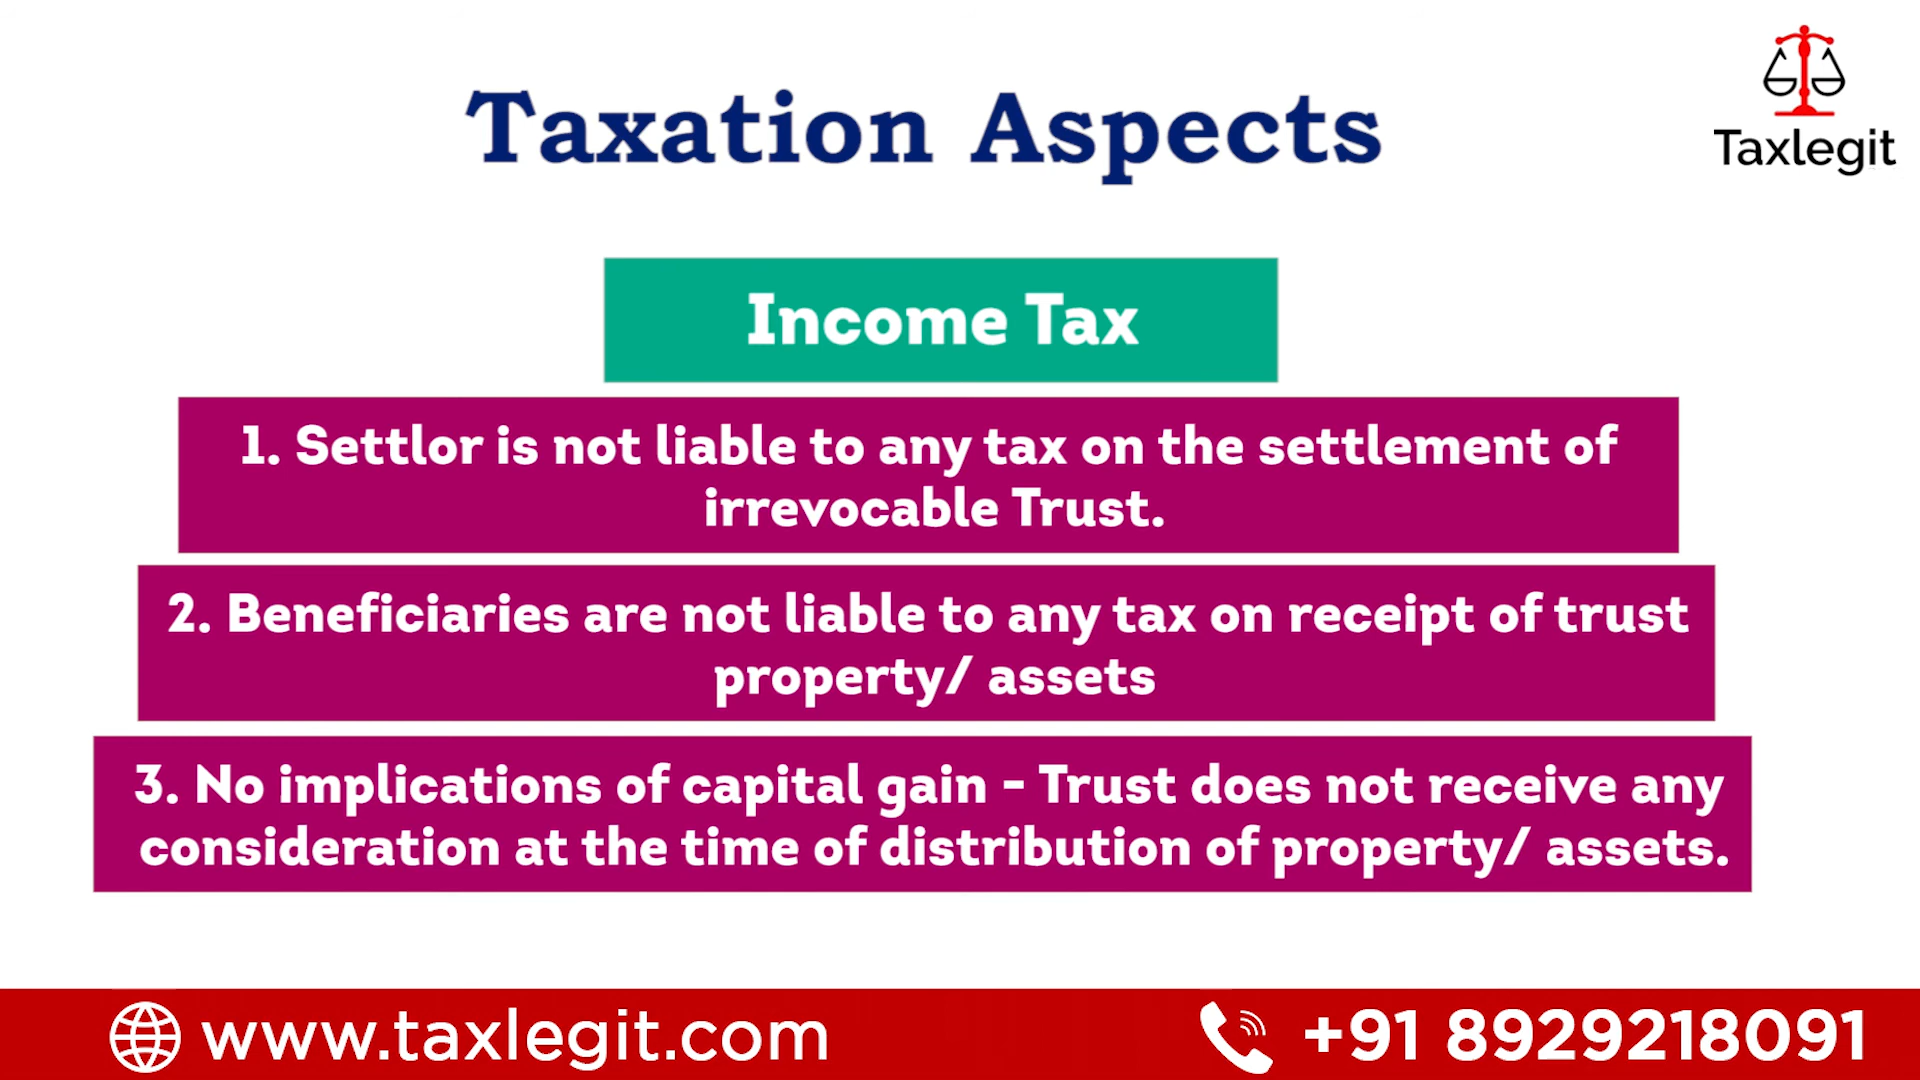 Taxation Aspects
Taxlegit
Income Tax
1. Settlor is not liable to any tax on the settlement of
irrevocable Trust.
2. Beneficiaries are not liable to any tax on receipt of trust
property/ assets
3. No implications of capital gain - Trust does not receive any
consideration at the time of distribution of property/ assets.
www.taxlegit.com
+91 8929218091